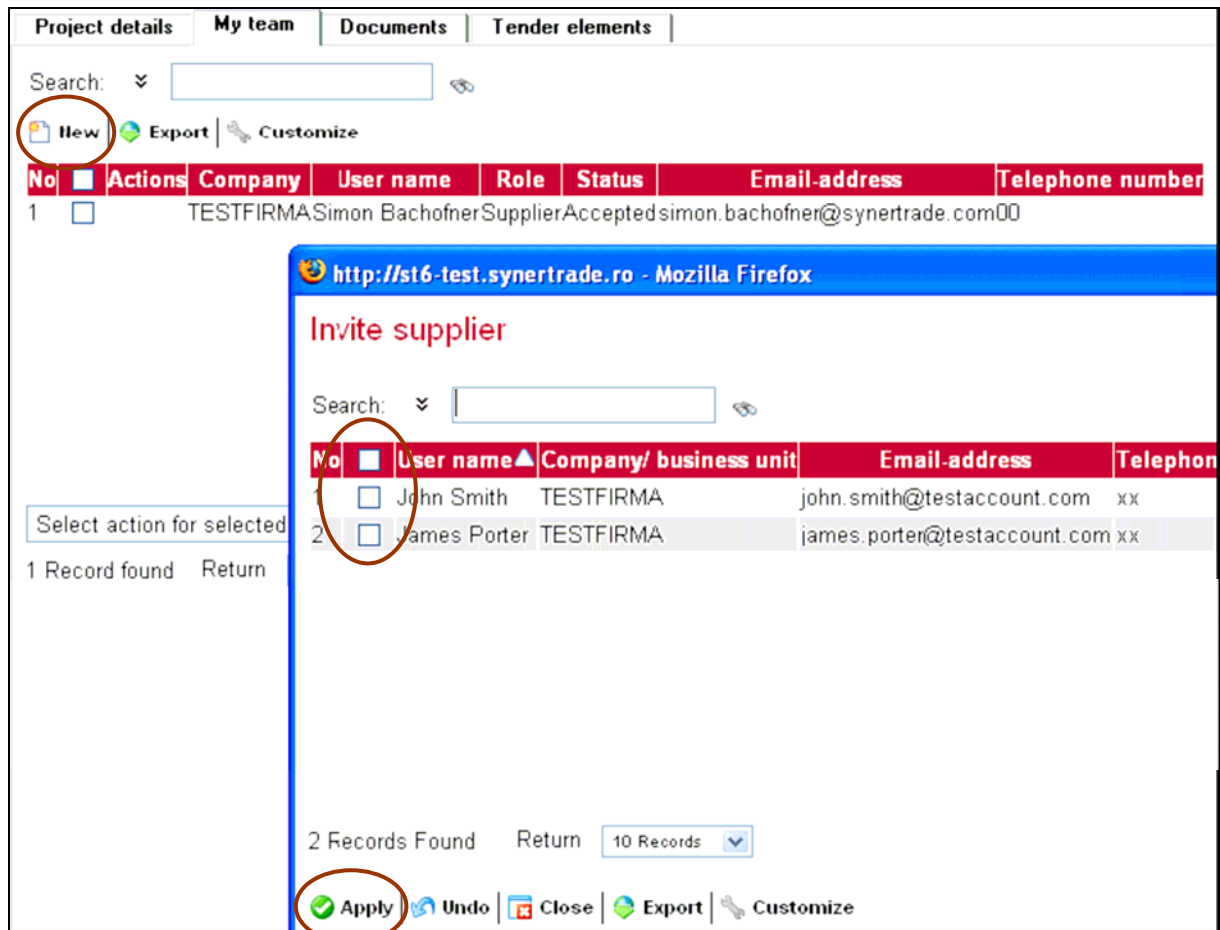 Project details My team Documents Tender elements
Search:
New Export Customize
No Actions Company User name Role Status Email-address Telephone number
1 TESTFIRMA Simon Bachofner Supplier Accepted simon.bachofner@synertrade.com 00
http://st6-test.synertrade.ro - Mozilla Firefox
Invite supplier
Search:
No User name Company/ business unit Email-address Telephon
1 John Smith TESTFIRMA john.smith@testaccount.com xx
2 James Porter TESTFIRMA james.porter@testaccount.com xx
Select action for selected
1 Record found Return
2 Records Found Return 10 Records
Apply Undo Close Export Customize